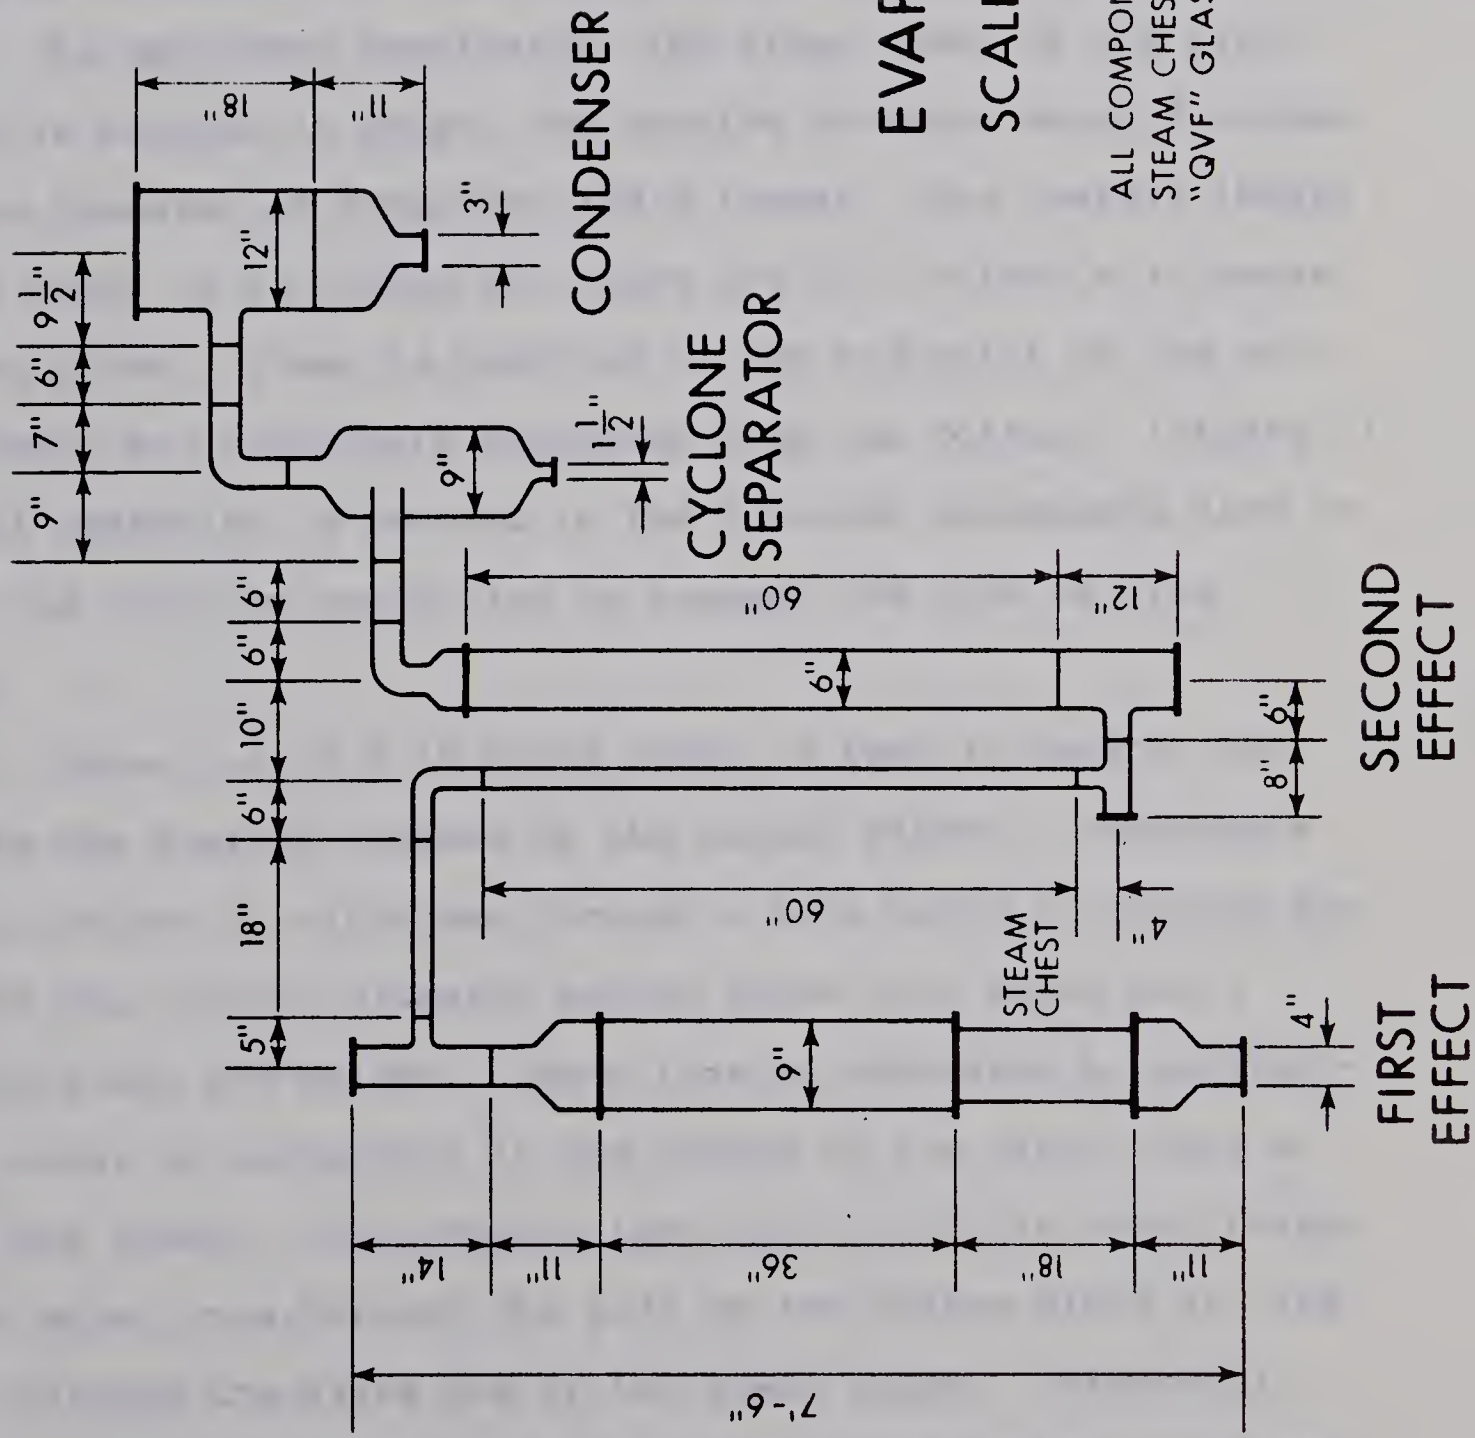 18"
11"
9 1/2"
6"
7"
9"
12"
3"
CONDENSER
9"
1 1/2"
CYCLONE
SEPARATOR
6"
6"
10"
6"
18"
5"
60"
12"
6"
6"
8"
SECOND
EFFECT
60"
4"
STEAM
CHEST
9"
4"
FIRST
EFFECT
14"
11"
36"
18"
11"
7'-6"
EVAP
SCAL
ALL COMPON
STEAM CHES
"QVF" GLAS